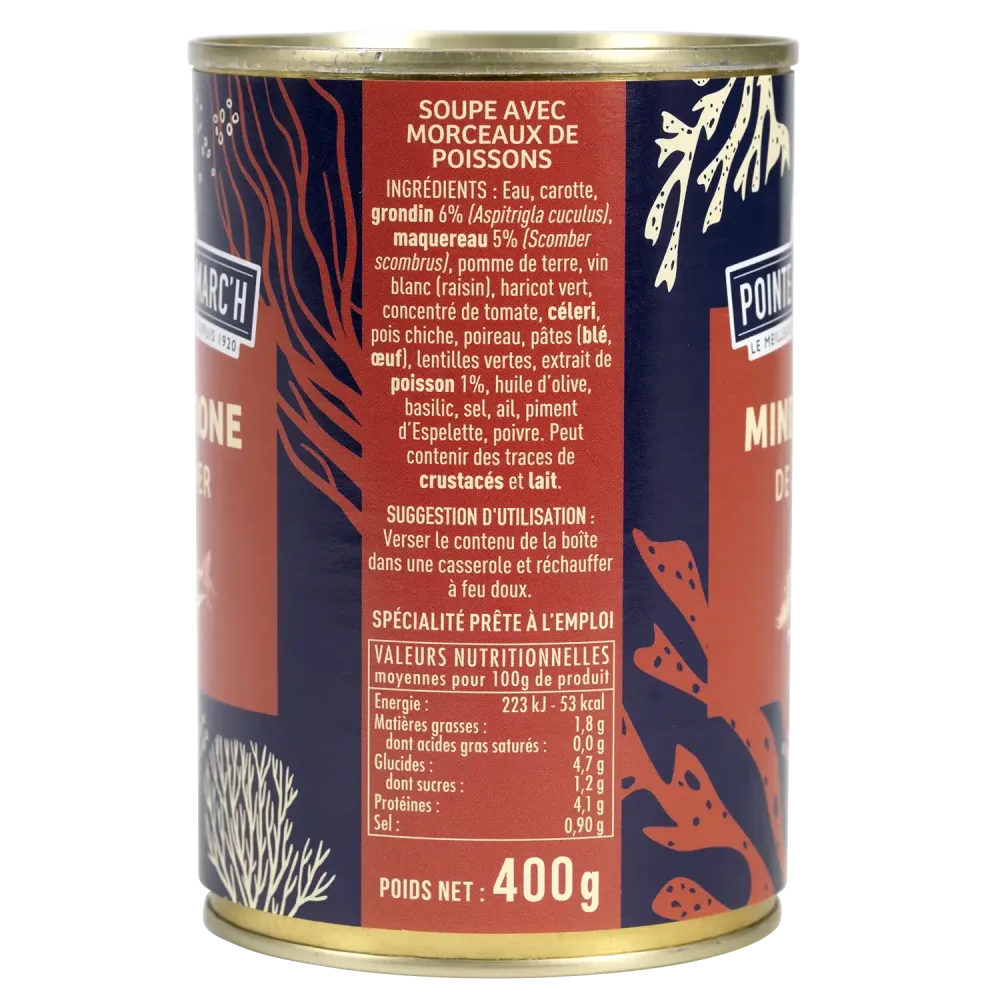 SOUPE AVEC
MORCEAUX DE
POISSONS
INGRÉDIENTS : Eau, carotte,
grondin 6% (Aspitrigla cuculus),
maquereau 5% (Scomber
scombrus), pomme de terre, vin
blanc (raisin), haricot vert,
concentré de tomate, céleri,
pois chiche, poireau, pâtes (blé,
œuf), lentilles vertes, extrait de
poisson 1%, huile d'olive,
basilic, sel, ail, piment
d'Espelette, poivre. Peut
contenir des traces de
crustacés et lait.
SUGGESTION D'UTILISATION :
Verser le contenu de la boîte
dans une casserole et réchauffer
à feu doux.
SPÉCIALITÉ PRÊTE À L'EMPLOI
VALEURS NUTRITIONNELLES
moyennes pour 100g de produit
Energie : 223 kJ - 53 kcal
Matières grasses : 1,8 g
dont acides gras saturés : 0,0 g
Glucides : 4,7 g
dont sucres : 1,2 g
Protéines : 4,1 g
Sel : 0,90 g
POIDS NET : 400g
MARC'H
DEPUIS 1920
ONE
ER
POINTE
LE MEILL
MIN
DE